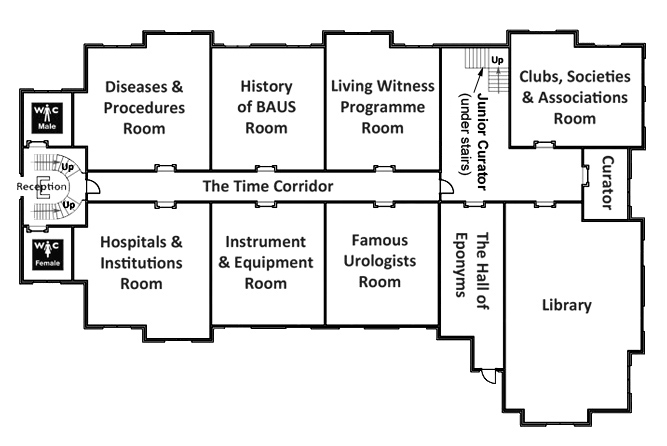 Diseases &
Procedures
Room
History
of BAUS
Room
Living Witness
Programme
Room
Up
Junior Curator
(under stairs)
Clubs, Societies
& Associations
Room
WC
Male
Up
Reception
Up
WC
Female
The Time Corridor
Curator
Hospitals &
Institutions
Room
Instrument
& Equipment
Room
Famous
Urologists
Room
The Hall of
Eponyms
Library